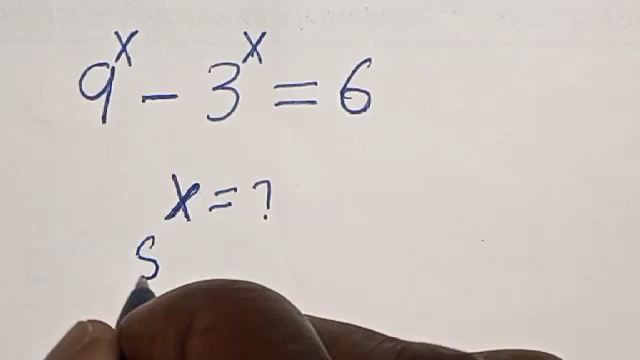 9^x - 3^x = 6
x = ?
S